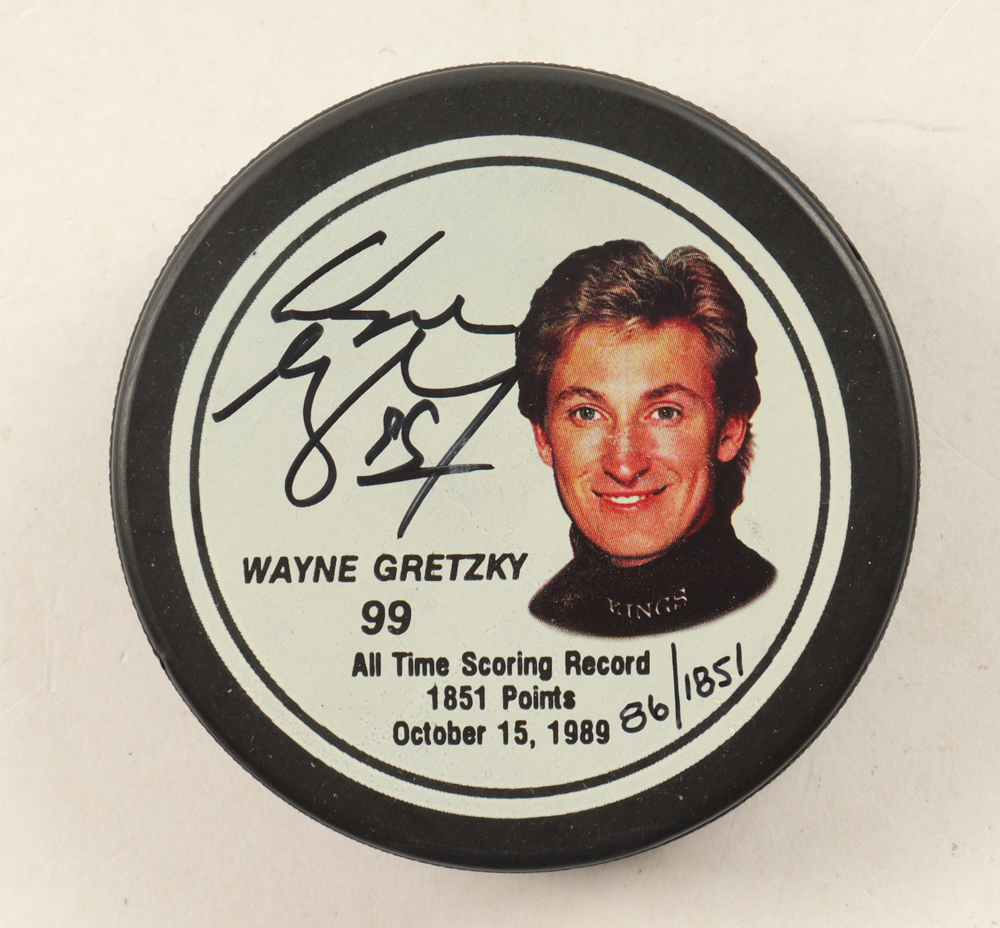 WAYNE GRETZKY
99
KINGS
All Time Scoring Record
1851 Points
October 15, 1989
86/1851